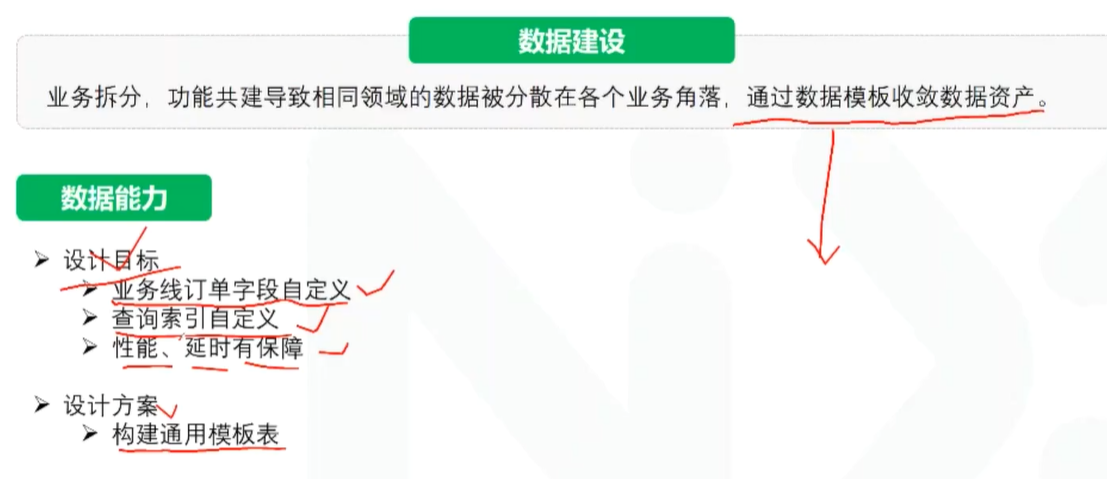 数据建设
业务拆分，功能共建导致相同领域的数据被分散在各个业务角落，通过数据模板收敛数据资产。
数据能力
➢ 设计目标
➢ 业务线订单字段自定义
➢ 查询索引自定义
➢ 性能、延时有保障
➢ 设计方案
➢ 构建通用模板表